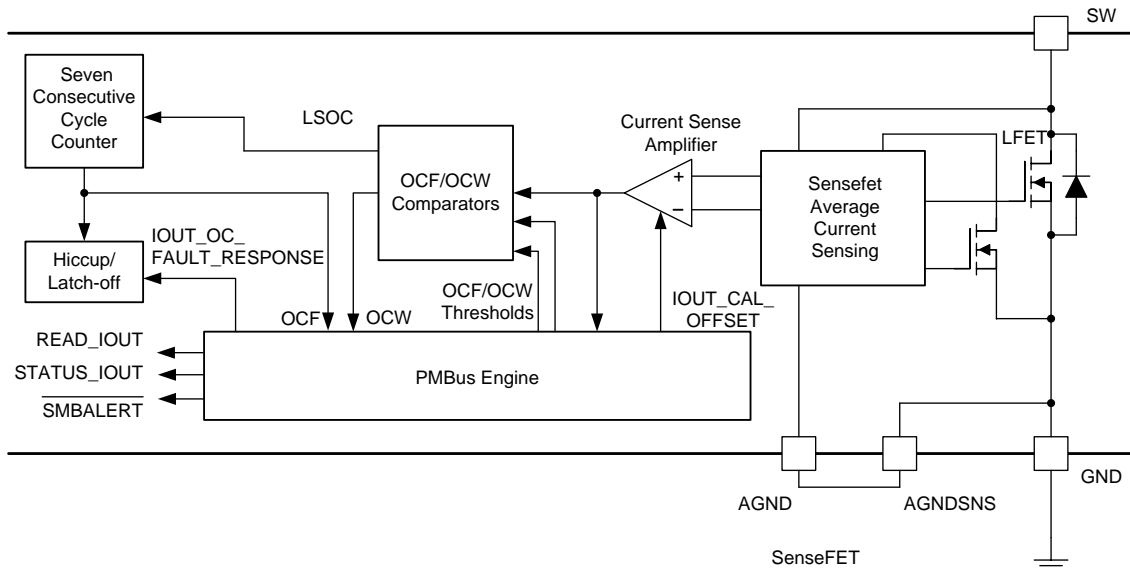 SW
Seven
Consecutive
Cycle
Counter
LSOC
Current Sense
Amplifier
LFET
OCF/OCW
Comparators
+
−
Sensefet
Average
Current
Sensing
Hiccup/
Latch-off
IOUT_OC_
FAULT_RESPONSE
OCF
OCW
OCF/OCW
Thresholds
IOUT_CAL_
OFFSET
READ_IOUT
STATUS_IOUT
SMBALERT
PMBus Engine
AGND
AGNDSNS
GND
SenseFET